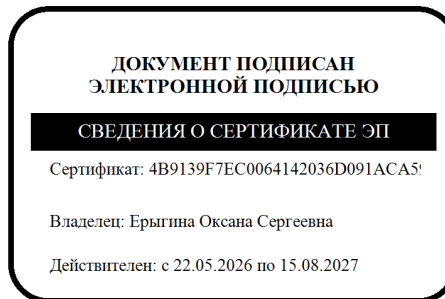 ДОКУМЕНТ ПОДПИСАН
ЭЛЕКТРОННОЙ ПОДПИСЬЮ
СВЕДЕНИЯ О СЕРТИФИКАТЕ ЭП
Сертификат: 4B9139F7EC0064142036D091ACA59
Владелец: Ерыгина Оксана Сергеевна
Действителен: с 22.05.2026 по 15.08.2027